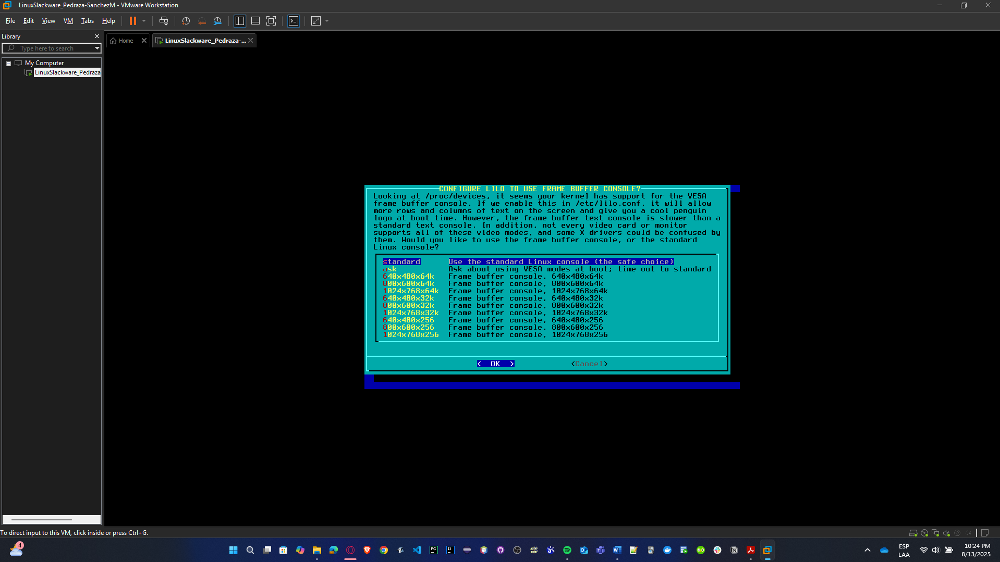 LinuxSlackware_Pedraza-SanchezM - VMware Workstation
File Edit View VM Tabs Help
Library
Home
LinuxSlackware_Pedraza-...
Type here to search
My Computer
LinuxSlackware_Pedraza
CONFIGURE LILO TO USE FRAME BUFFER CONSOLE?
Looking at /proc/devices, it seems your kernel has support for the VESA
frame buffer console. If we enable this in /etc/lilo.conf, it will allow
more rows and columns of text on the screen and give you a cool penguin
logo at boot time. However, the frame buffer text console is slower than a
standard text console. In addition, not every video card or monitor
supports all of these video modes, and some X drivers could be confused by
them. Would you like to use the frame buffer console, or the standard
Linux console?
standard Use the standard Linux console (the safe choice)
ask Ask about using VESA modes at boot; time out to standard
640x480x64k Frame buffer console, 640x480x64k
800x600x64k Frame buffer console, 800x600x64k
1024x768x64k Frame buffer console, 1024x768x64k
640x480x32k Frame buffer console, 640x480x32k
800x600x32k Frame buffer console, 800x600x32k
1024x768x32k Frame buffer console, 1024x768x32k
640x480x256 Frame buffer console, 640x480x256
800x600x256 Frame buffer console, 800x600x256
1024x768x256 Frame buffer console, 1024x768x256
< OK > <Cancel>
To direct input to this VM, click inside or press Ctrl+G.
4
ESP
LAA
10:24 PM
8/13/2025